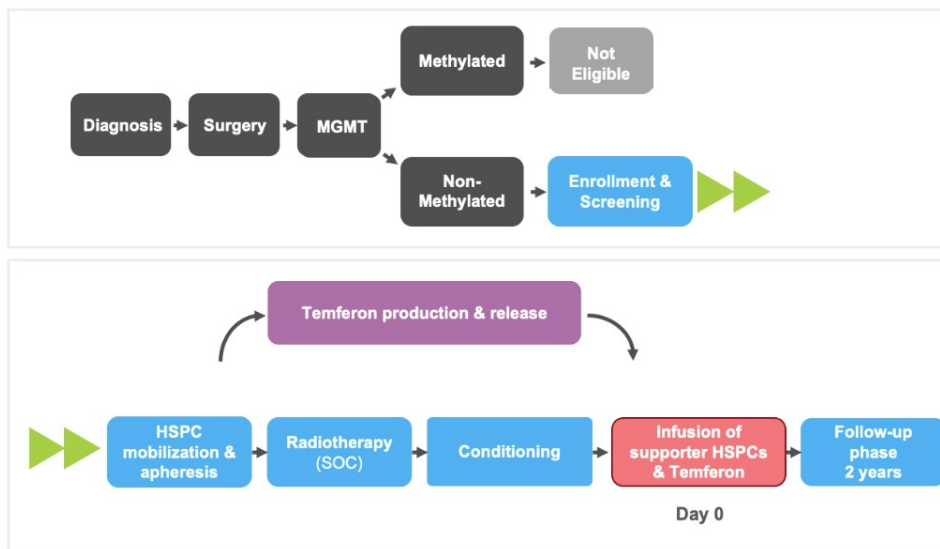 Methylated
Not
Eligible
Diagnosis
Surgery
MGMT
Non-
Methylated
Enrollment &
Screening
Temferon production & release
HSPC
mobilization &
apheresis
Radiotherapy
(SOC)
Conditioning
Infusion of
supporter HSPCs
& Temferon
Follow-up
phase
2 years
Day 0